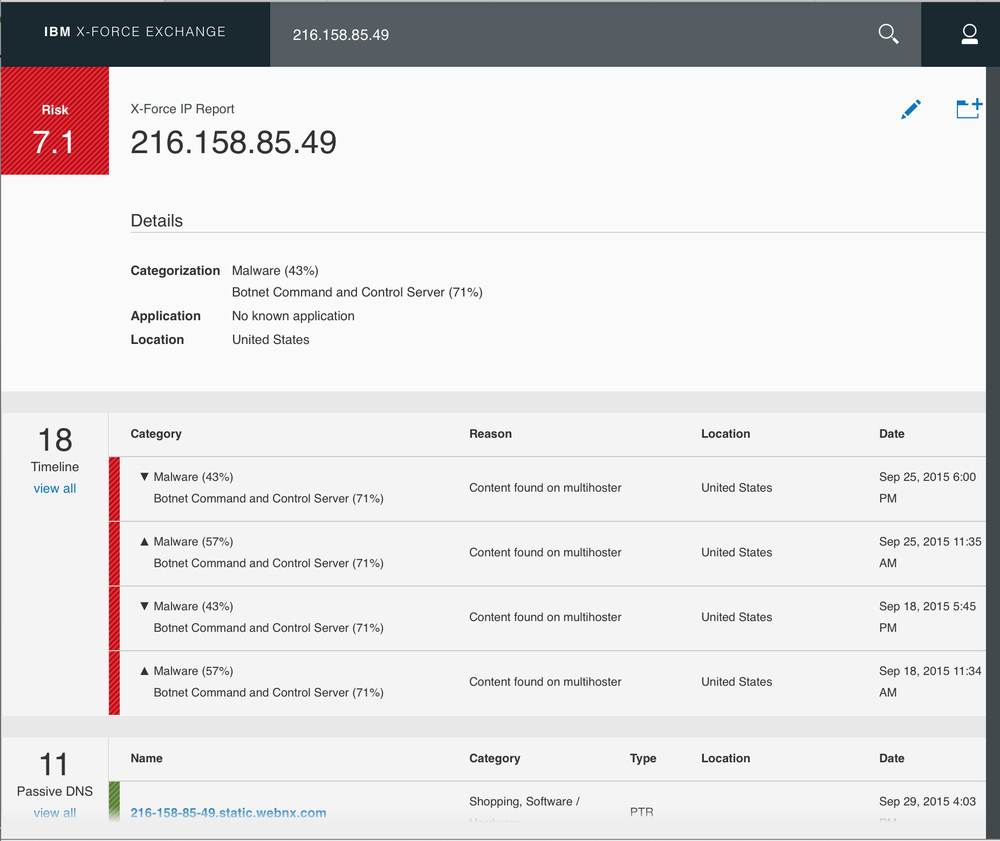 IBM X-FORCE EXCHANGE
216.158.85.49
Risk
7.1
X-Force IP Report
216.158.85.49
Details
Categorization Malware (43%)
Botnet Command and Control Server (71%)
Application No known application
Location United States
18
Timeline
view all
Category Reason Location Date
▼ Malware (43%)
Botnet Command and Control Server (71%)
Content found on multihoster
United States
Sep 25, 2015 6:00
PM
▲ Malware (57%)
Botnet Command and Control Server (71%)
Content found on multihoster
United States
Sep 25, 2015 11:35
AM
▼ Malware (43%)
Botnet Command and Control Server (71%)
Content found on multihoster
United States
Sep 18, 2015 5:45
PM
▲ Malware (57%)
Botnet Command and Control Server (71%)
Content found on multihoster
United States
Sep 18, 2015 11:34
AM
11
Passive DNS
view all
Name Category Type Location Date
216-158-85-49.static.webnx.com
Shopping, Software /
Hardware
PTR
Sep 29, 2015 4:03
PM